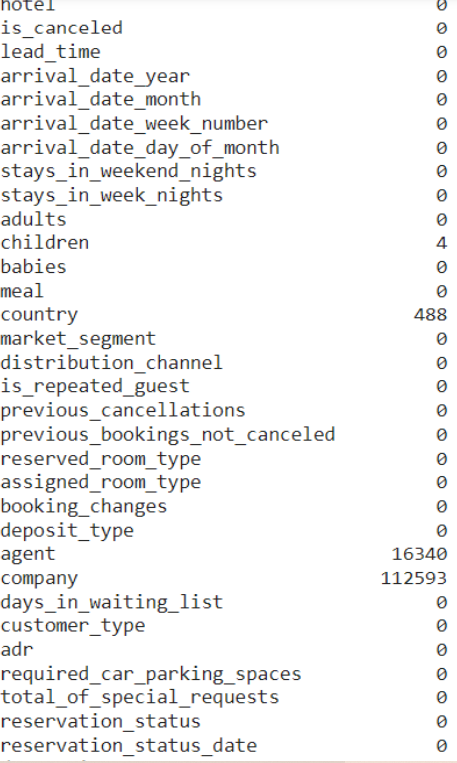 hotel 0
is_canceled 0
lead_time 0
arrival_date_year 0
arrival_date_month 0
arrival_date_week_number 0
arrival_date_day_of_month 0
stays_in_weekend_nights 0
stays_in_week_nights 0
adults 0
children 4
babies 0
meal 0
country 488
market_segment 0
distribution_channel 0
is_repeated_guest 0
previous_cancellations 0
previous_bookings_not_canceled 0
reserved_room_type 0
assigned_room_type 0
booking_changes 0
deposit_type 0
agent 16340
company 112593
days_in_waiting_list 0
customer_type 0
adr 0
required_car_parking_spaces 0
total_of_special_requests 0
reservation_status 0
reservation_status_date 0